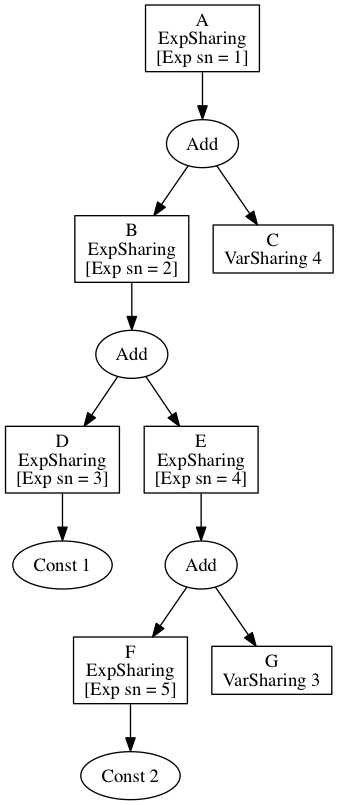 A
ExpSharing
[Exp sn = 1]
Add
B
ExpSharing
[Exp sn = 2]
C
VarSharing 4
Add
D
ExpSharing
[Exp sn = 3]
E
ExpSharing
[Exp sn = 4]
Const 1
Add
F
ExpSharing
[Exp sn = 5]
G
VarSharing 3
Const 2